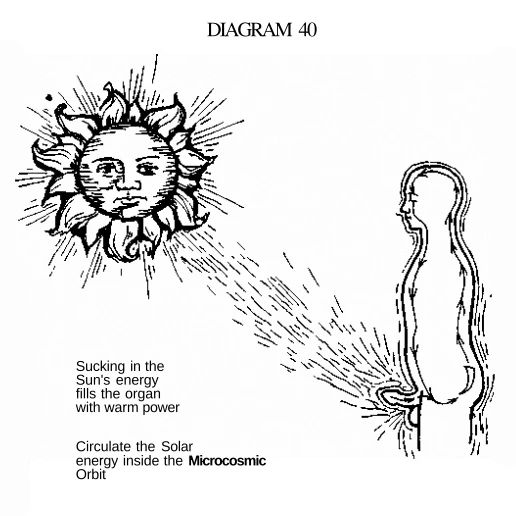 DIAGRAM 40
Sucking in the
Sun's energy
fills the organ
with warm power
Circulate the Solar
energy inside the Microcosmic
Orbit